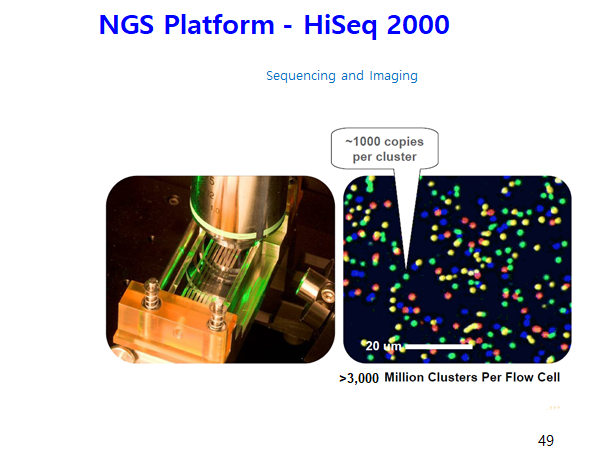 NGS Platform - HiSeq 2000
Sequencing and Imaging
~1000 copies
per cluster
20 um
>3,000 Million Clusters Per Flow Cell
...
49